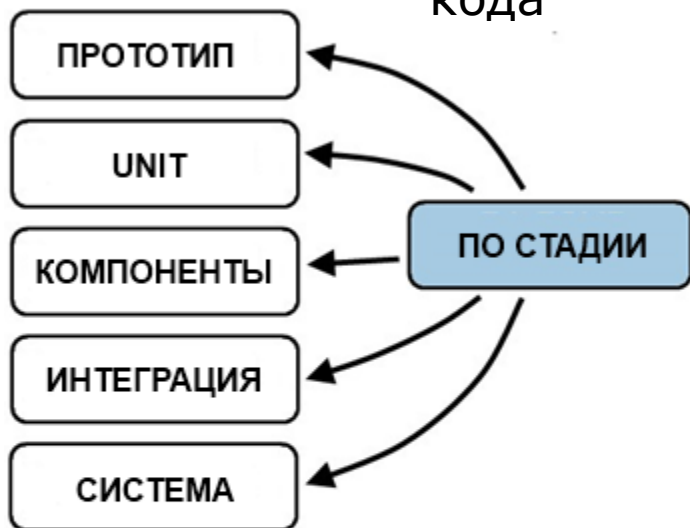 кода
ПРОТОТИП
UNIT
КОМПОНЕНТЫ
ИНТЕГРАЦИЯ
СИСТЕМА
ПО СТАДИИ